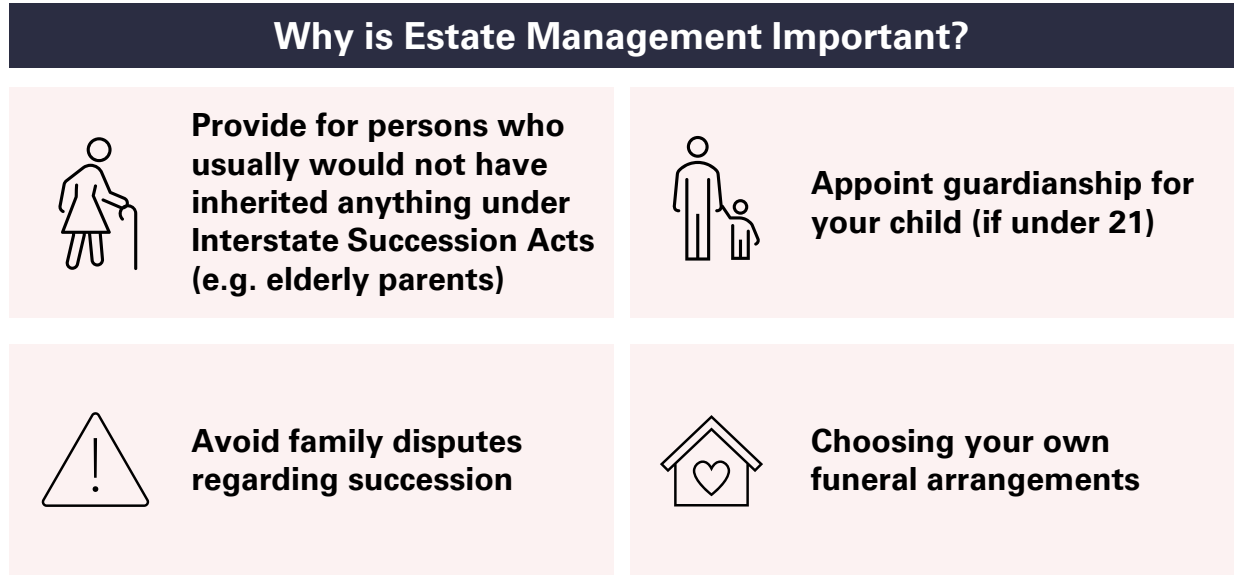 Why is Estate Management Important?
Provide for persons who
usually would not have
inherited anything under
Interstate Succession Acts
(e.g. elderly parents)
Appoint guardianship for
your child (if under 21)
Avoid family disputes
regarding succession
Choosing your own
funeral arrangements